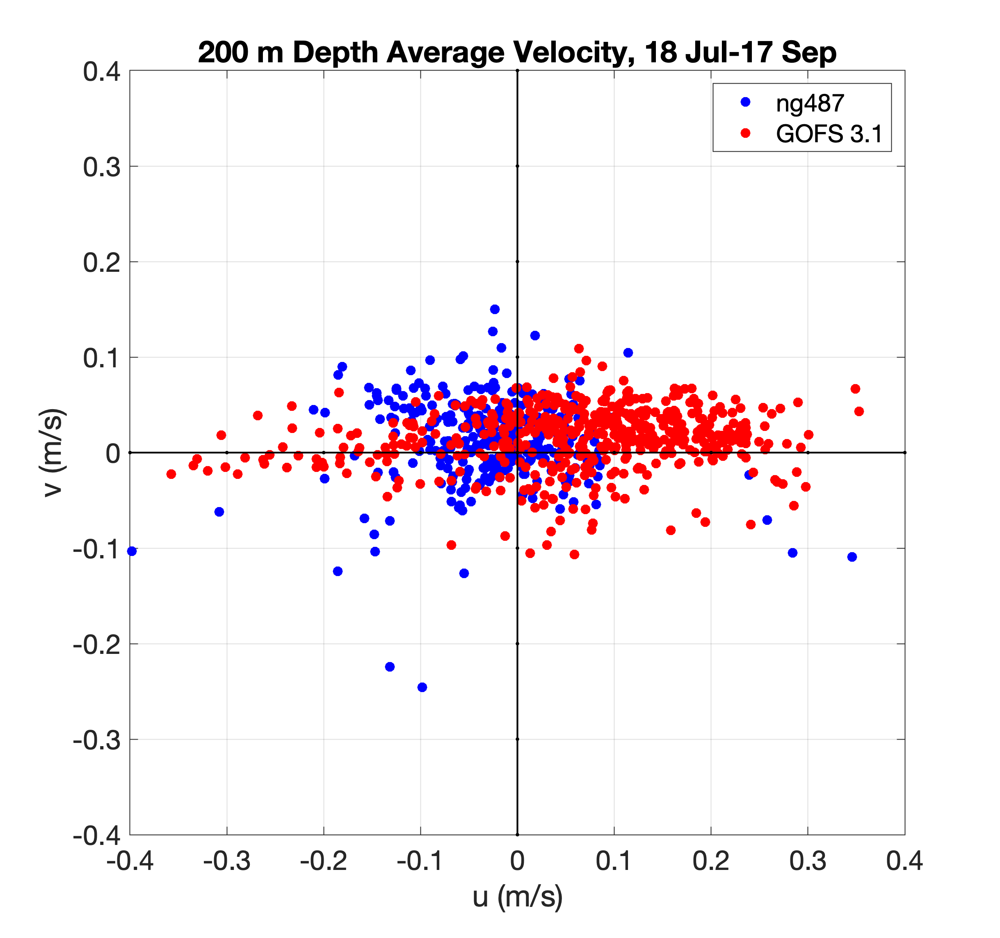 200 m Depth Average Velocity, 18 Jul-17 Sep
0.4
0.3
0.2
0.1
0
-0.1
-0.2
-0.3
-0.4
v (m/s)
ng487
GOFS 3.1
-0.4 -0.3 -0.2 -0.1 0 0.1 0.2 0.3 0.4
u (m/s)